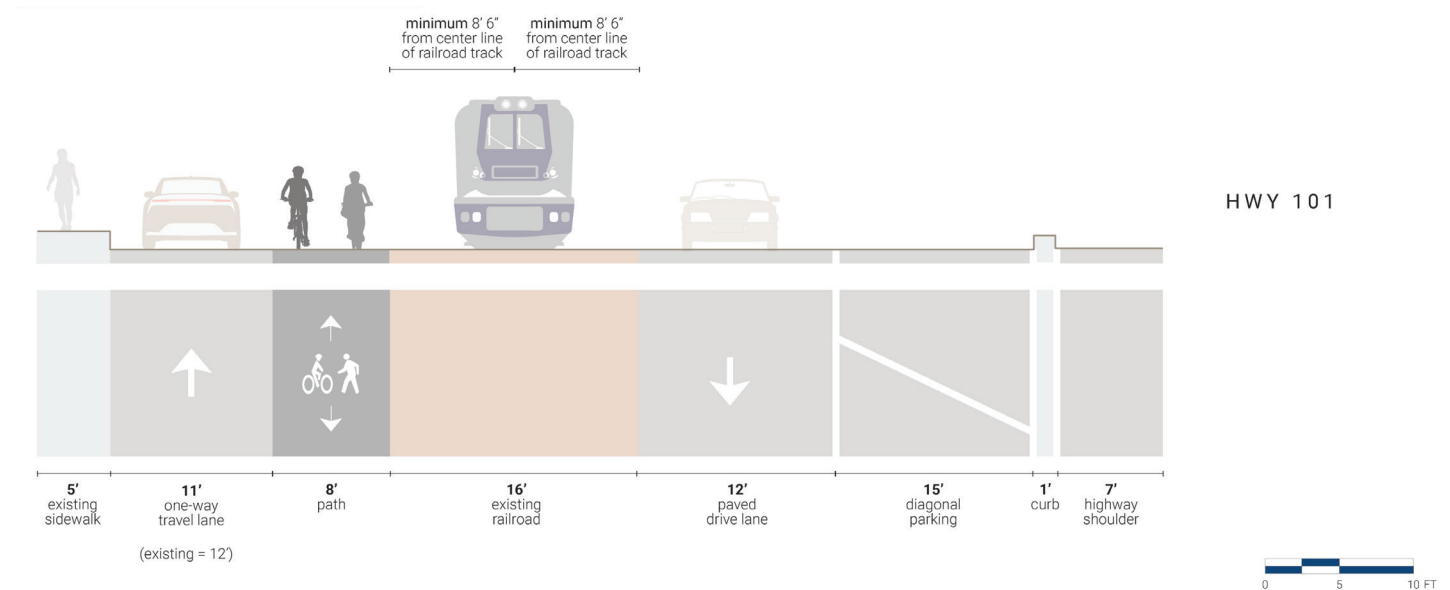 minimum 8’ 6”
from center line
of railroad track
minimum 8’ 6”
from center line
of railroad track
HWY 101
5’
existing
sidewalk
11’
one-way
travel lane
(existing = 12’)
8’
path
16’
existing
railroad
12’
paved
drive lane
15’
diagonal
parking
1’
curb
7’
highway
shoulder
0 5 10 FT